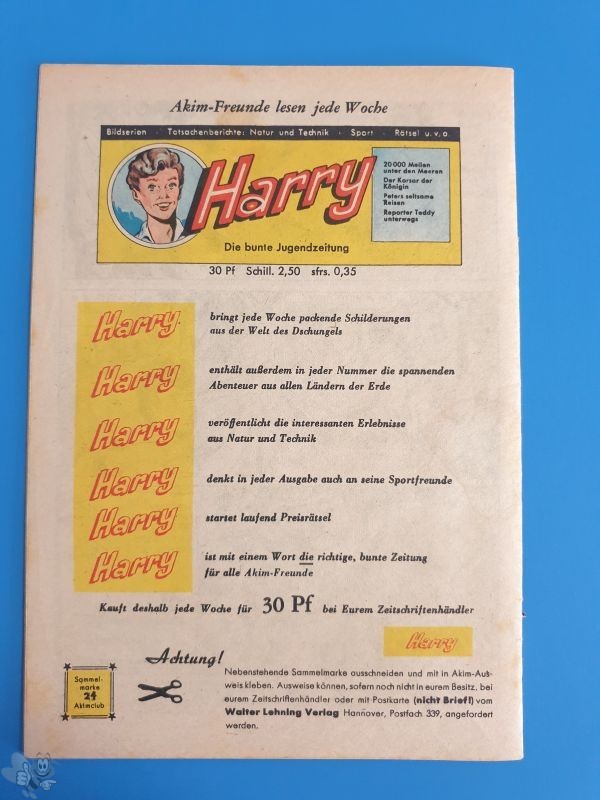 Akim-Freunde lesen jede Woche
Bildserien · Tatsachenberichte: Natur und Technik · Sport · Rätsel u. v. a.
Harry
20 000 Meilen
unter den Meeren
Der Korsar der
Königin
Peters seltsame
Reisen
Reporter Teddy
unterwegs
Die bunte Jugendzeitung
30 Pf Schill. 2,50 sfrs. 0,35
Harry bringt jede Woche packende Schilderungen
aus der Welt des Dschungels
Harry enthält außerdem in jeder Nummer die spannenden
Abenteuer aus allen Ländern der Erde
Harry veröffentlicht die interessanten Erlebnisse
aus Natur und Technik
Harry denkt in jeder Ausgabe auch an seine Sportfreunde
Harry startet laufend Preisrätsel
Harry ist mit einem Wort die richtige, bunte Zeitung
für alle Akim-Freunde
Kauft deshalb jede Woche für 30 Pf bei Eurem Zeitschriftenhändler
Harry
Achtung!
Sammel-
marke
24
Akimclub
Nebenstehende Sammelmarke ausschneiden und mit in Akim-Aus-
weis kleben. Ausweise können, sofern noch nicht in eurem Besitz, bei
eurem Zeitschriftenhändler oder mit Postkarte (nicht Brief!) vom
Walter Lehning Verlag Hannover, Postfach 339, angefordert
werden.